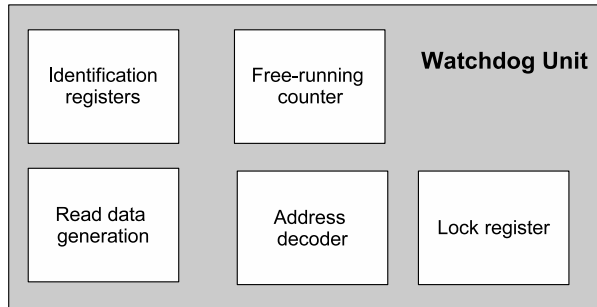 Identification
registers
Free-running
counter
Watchdog Unit
Read data
generation
Address
decoder
Lock register